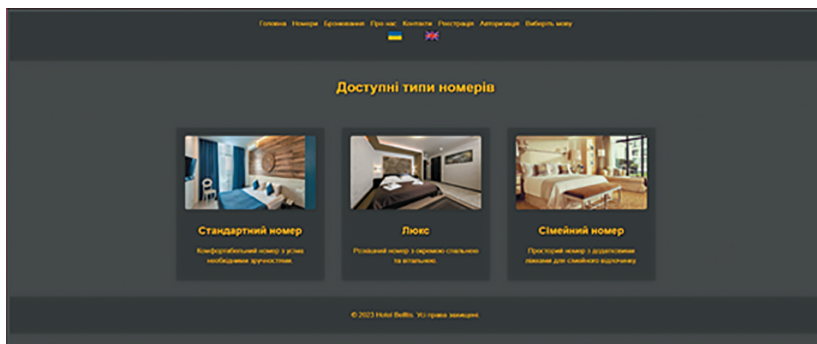 Головна Номери Бронювання Про нас Контакти Реєстрація Авторизація Виберіть мову
Доступні типи номерів
Стандартний номер
Комфортабельний номер з усіма
необхідними зручностями.
Люкс
Розкішний номер з окремою спальнею
та вітальнею.
Сімейний номер
Просторий номер з додатковими
ліжками для сімейного відпочинку.
© 2023 Hotel Усі права захищені.